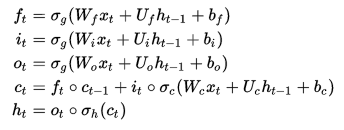 f_t = σ_g(W_f x_t + U_f h_{t-1} + b_f)
i_t = σ_g(W_i x_t + U_i h_{t-1} + b_i)
o_t = σ_g(W_o x_t + U_o h_{t-1} + b_o)
c_t = f_t ∘ c_{t-1} + i_t ∘ σ_c(W_c x_t + U_c h_{t-1} + b_c)
h_t = o_t ∘ σ_h(c_t)